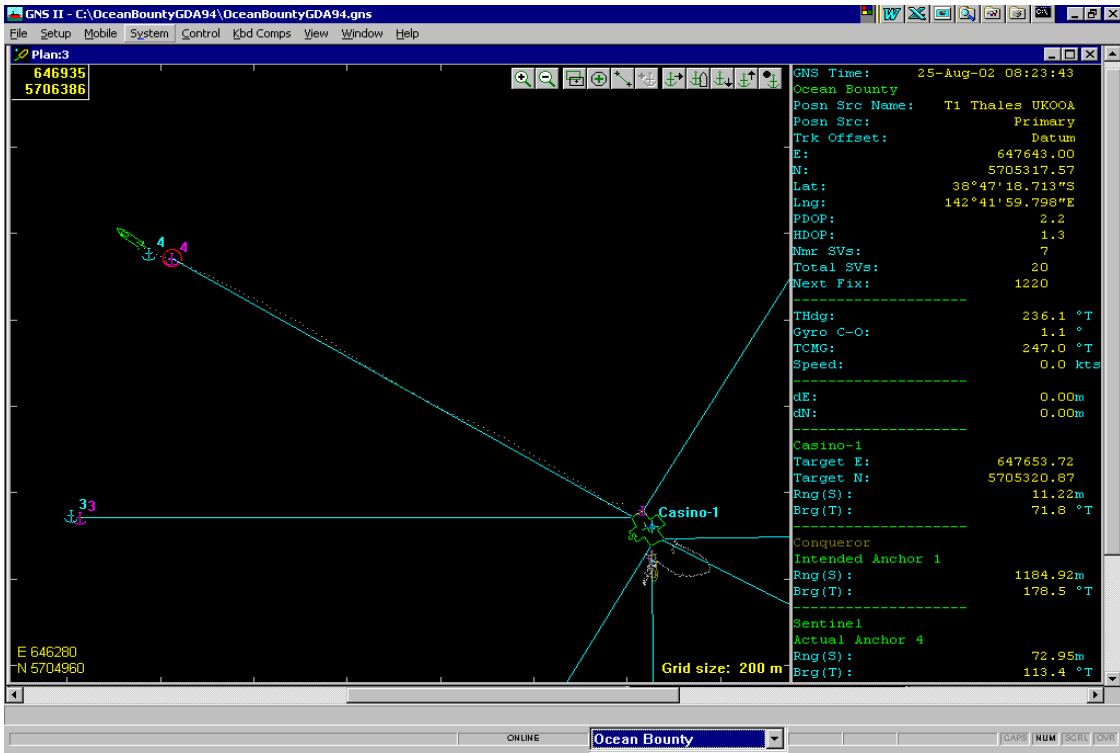 GNS II - C:\OceanBountyGDA94\OceanBountyGDA94.gns
File Setup Mobile System Control Kbd Comps View Window Help
Plan:3
646935
5706386
4 4
33
Casino-1
E 646280
N 5704960
Grid size: 200 m
GNS Time: 25-Aug-02 08:23:43
Ocean Bounty
Posn Src Name: T1 Thales UKOOA
Posn Src: Primary
Trk Offset: Datum
E: 647643.00
N: 5705317.57
Lat: 38°47'18.713"S
Lng: 142°41'59.798"E
PDOP: 2.2
HDOP: 1.3
Nmr SVs: 7
Total SVs: 20
Next Fix: 1220
--------------------
THdg: 236.1 °T
Gyro C-O: 1.1 °
TCMG: 247.0 °T
Speed: 0.0 kts
--------------------
dE: 0.00m
dN: 0.00m
--------------------
Casino-1
Target E: 647653.72
Target N: 5705320.87
Rng(S): 11.22m
Brg(T): 71.8 °T
--------------------
Conqueror
Intended Anchor 1
Rng(S): 1184.92m
Brg(T): 178.5 °T
--------------------
Sentinel
Actual Anchor 4
Rng(S): 72.95m
Brg(T): 113.4 °T
ONLINE
Ocean Bounty
CAPS NUM SCRL OVR